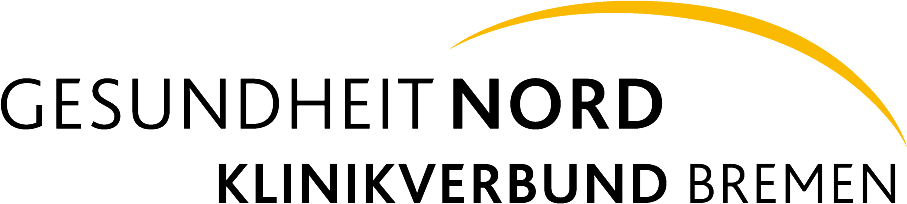 GESUNDHEIT NORD
KLINIKVERBUND BREMEN